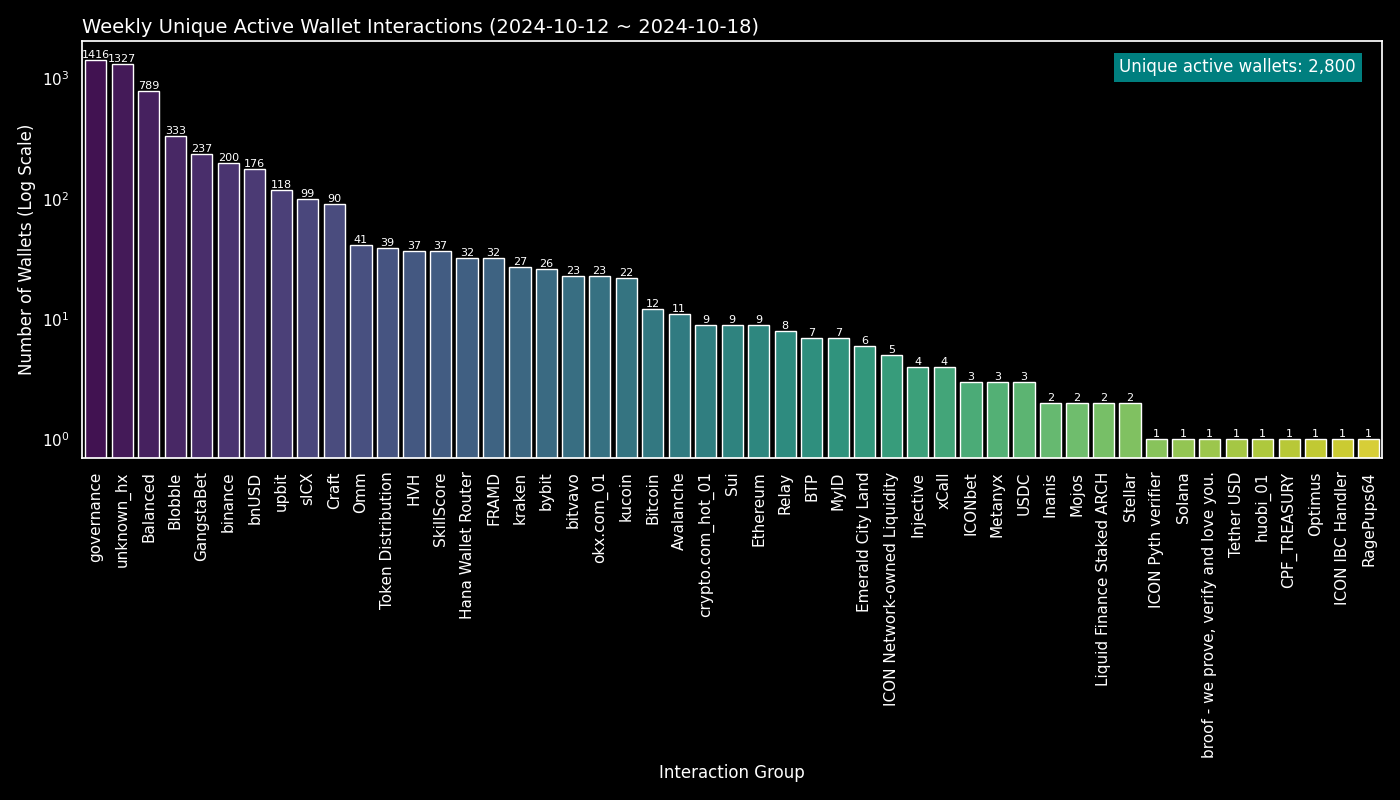 Weekly Unique Active Wallet Interactions (2024-10-12 ~ 2024-10-18)
Unique active wallets: 2,800
Number of Wallets (Log Scale)
10³
10²
10¹
10⁰
1416
1327
789
333
237
200
176
118
99
90
41
39
37
37
32
32
27
26
23
23
22
12
11
9
9
9
8
7
7
6
5
4
4
3
3
3
2
2
2
2
1
1
1
1
1
1
1
1
1
governance
unknown_hx
Balanced
Blobble
GangstaBet
binance
bnUSD
upbit
sICX
Craft
Omm
Token Distribution
HVH
SkillScore
Hana Wallet Router
FRAMD
kraken
bybit
bitvavo
okx.com_01
kucoin
Bitcoin
Avalanche
crypto.com_hot_01
Sui
Ethereum
Relay
BTP
MyID
Emerald City Land
ICON Network-owned Liquidity
Injective
xCall
ICONbet
Metanyx
USDC
Inanis
Mojos
Liquid Finance Staked ARCH
Stellar
ICON Pyth verifier
Solana
broof - we prove, verify and love you.
Tether USD
huobi_01
CPF_TREASURY
Optimus
ICON IBC Handler
RagePups64
Interaction Group